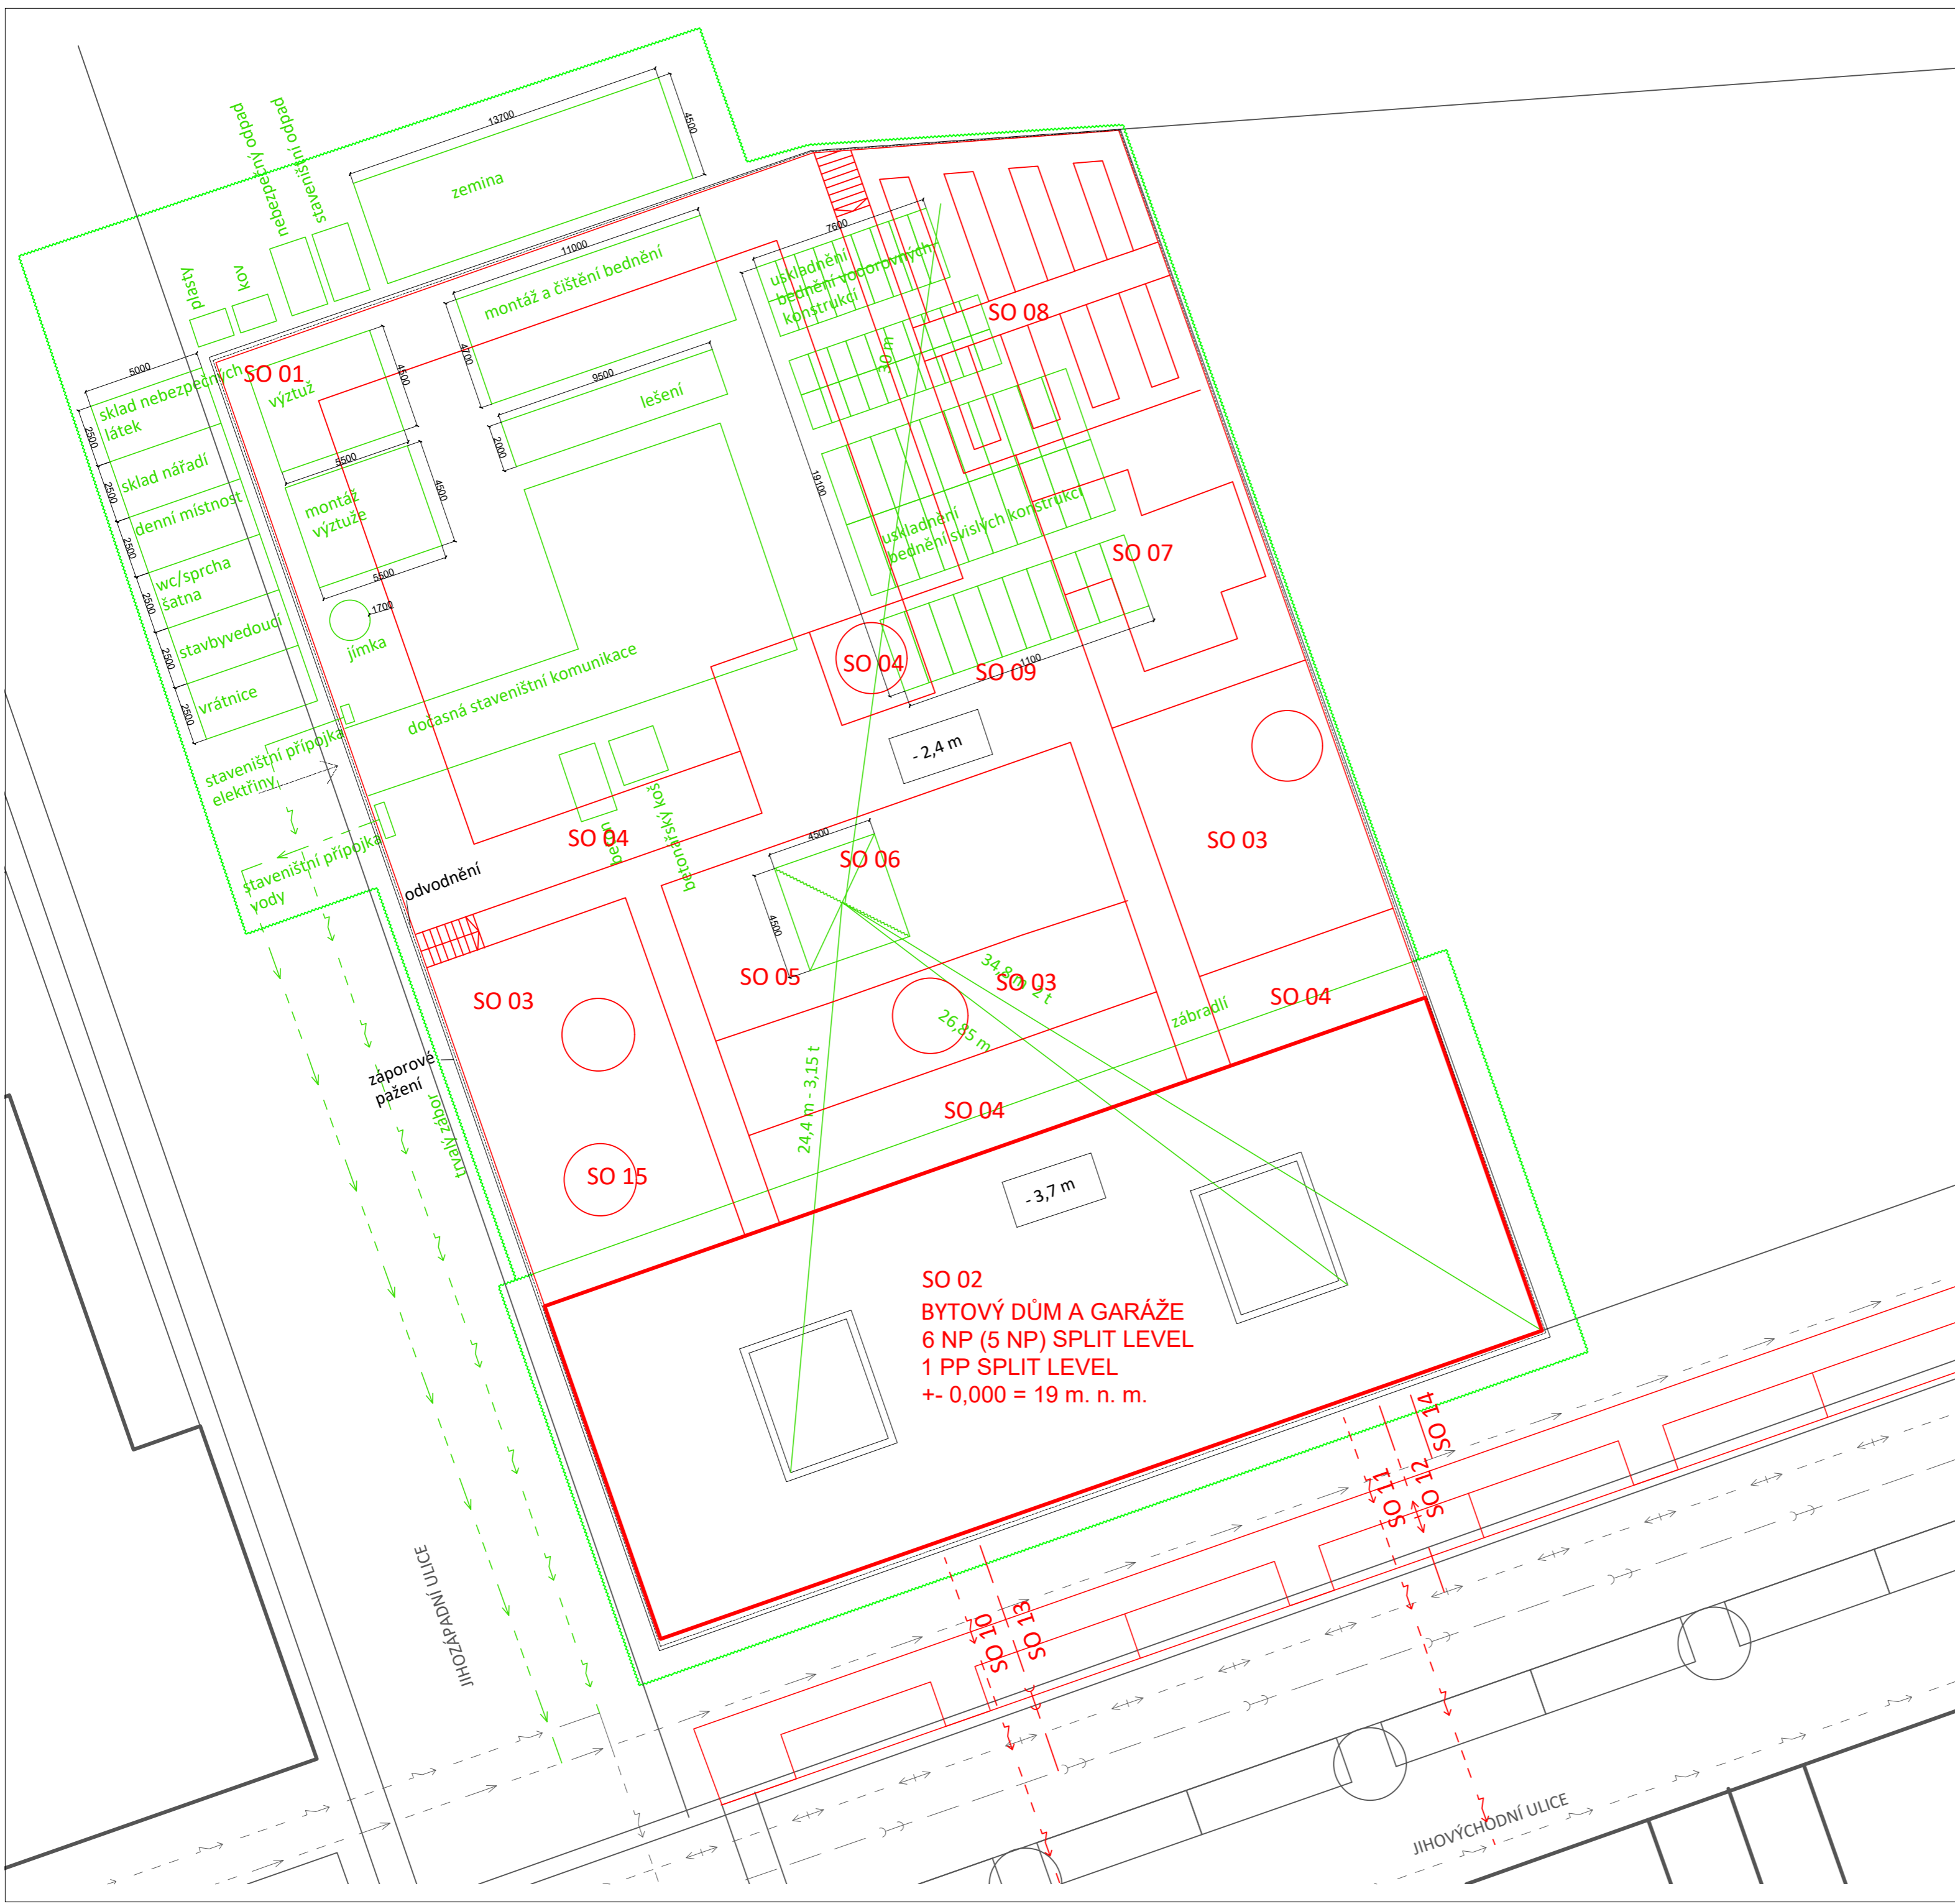 13700
4500
zemina
nebezpečný odpad
staveništní odpad
plasty
kov
11000
montáž a čištění bednění
4700
7600
uskladnění
bednění vodorovných
konstrukcí
30 m
SO 08
5000
SO 01
sklad nebezpečných
látek
2500
výztuž
4500
5500
9500
lešení
2000
19100
sklad nářadí
2500
denní místnost
2500
montáž
výztuže
4500
5500
uskladnění
bednění svislých konstrukcí
SO 07
wc/sprcha
šatna
2500
1700
jímka
stavbyvedoucí
2500
vrátnice
2500
dočasná staveništní komunikace
SO 04
SO 09
1100
- 2,4 m
staveništní přípojka
elektřiny
beton
betonářský koš
SO 04
staveništní přípojka
vody
odvodnění
4500
4500
SO 06
SO 03
SO 05
SO 03
SO 03
34,8 m 2 t
26,85 m
SO 04
zábradlí
záporové
pažení
trvalý zábor
24,4 m - 3,15 t
SO 04
SO 15
- 3,7 m
SO 02
BYTOVÝ DŮM A GARÁŽE
6 NP (5 NP) SPLIT LEVEL
1 PP SPLIT LEVEL
+- 0,000 = 19 m. n. m.
SO 14
SO 12
SO 11
SO 10
SO 13
JIHOZÁPADNÍ ULICE
JIHOVÝCHODNÍ ULICE